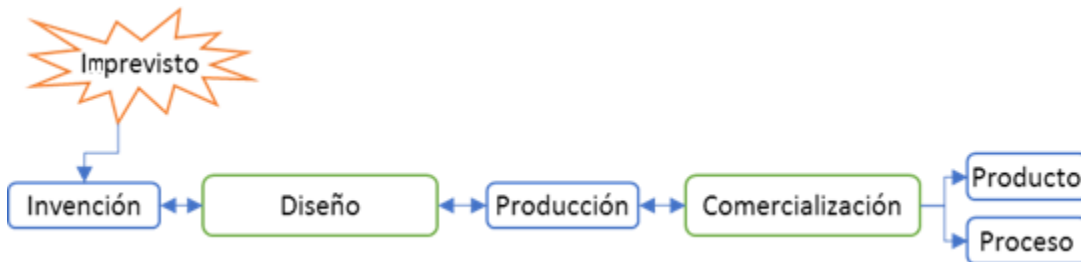 Imprevisto
Invención
Diseño
Producción
Comercialización
Producto
Proceso